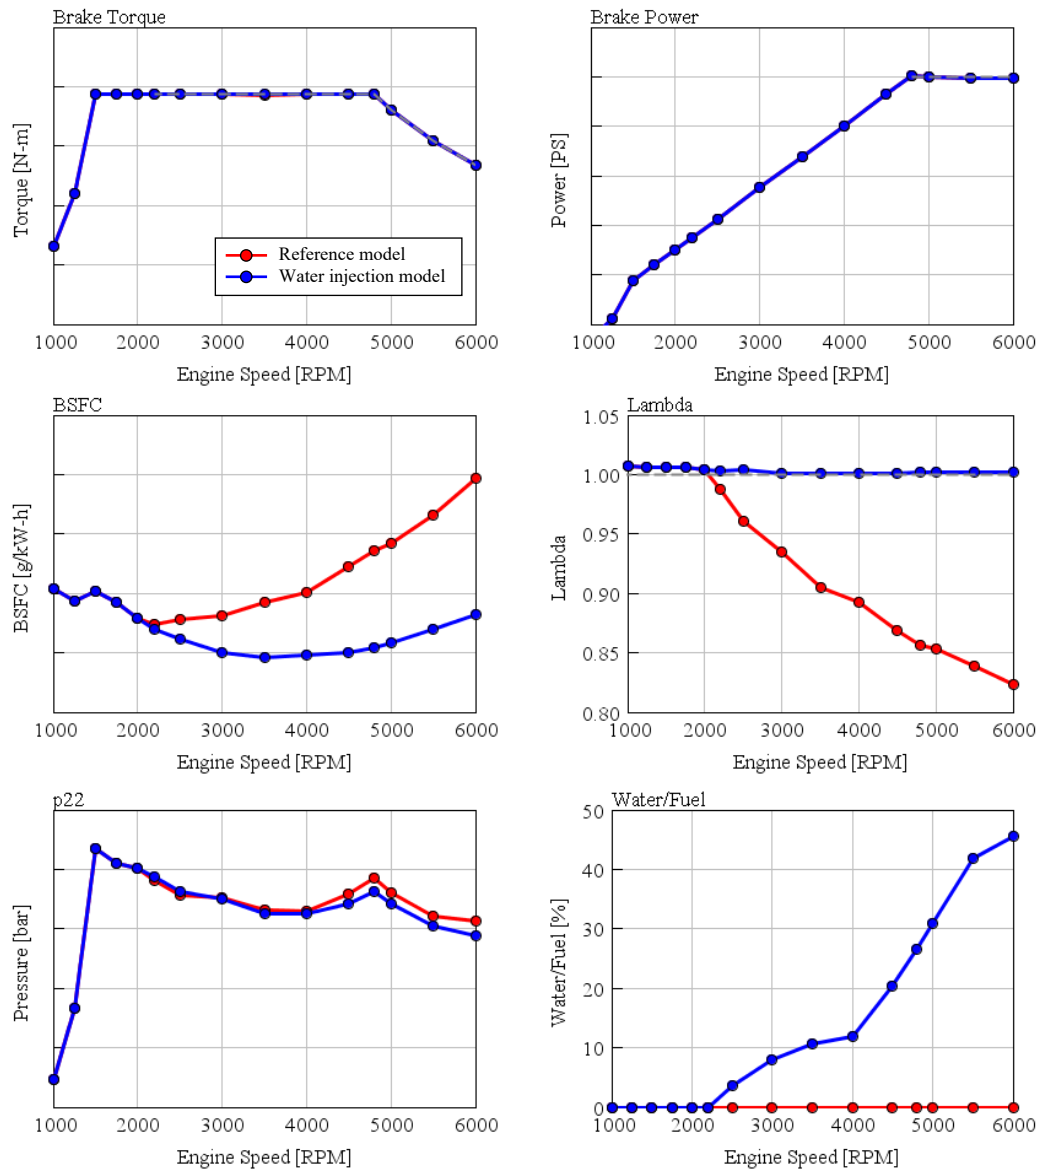 Brake Torque
Torque [N-m]
Reference model
Water injection model
1000 2000 3000 4000 5000 6000
Engine Speed [RPM]
Brake Power
Power [PS]
1000 2000 3000 4000 5000 6000
Engine Speed [RPM]
BSFC
BSFC [g/kW-h]
1000 2000 3000 4000 5000 6000
Engine Speed [RPM]
Lambda
Lambda
1.05
1.00
0.95
0.90
0.85
0.80
1000 2000 3000 4000 5000 6000
Engine Speed [RPM]
p22
Pressure [bar]
1000 2000 3000 4000 5000 6000
Engine Speed [RPM]
Water/Fuel
Water/Fuel [%]
50
40
30
20
10
0
1000 2000 3000 4000 5000 6000
Engine Speed [RPM]